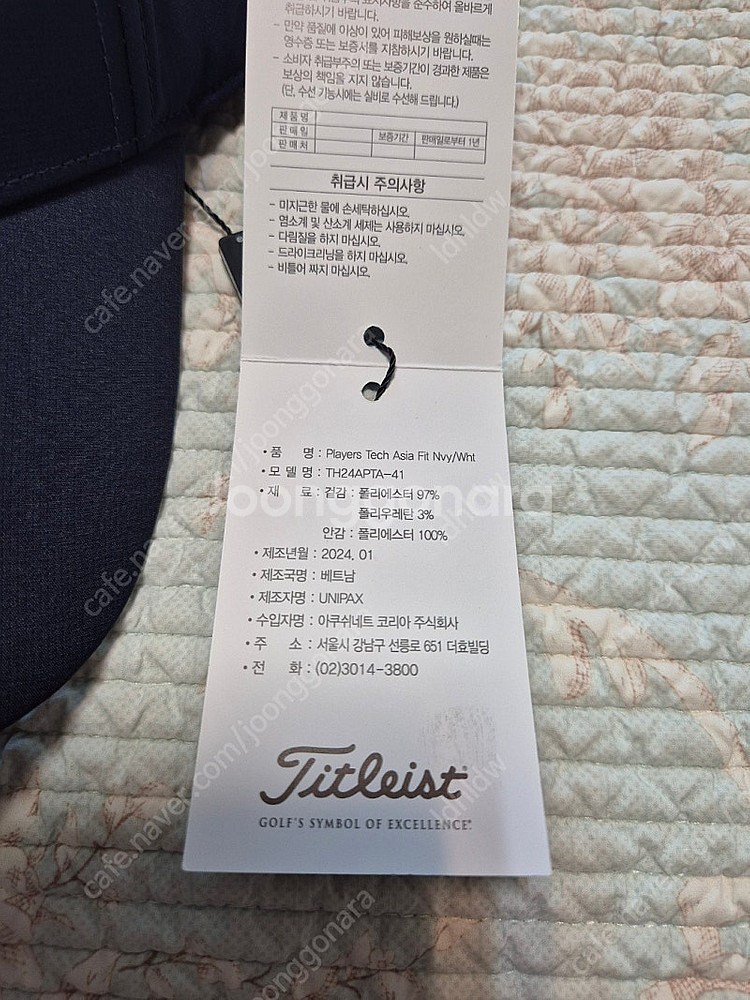 취급하시기 바랍니다.
- 만약 품질에 이상이 있어 피해보상을 원하실때는
영수증 또는 보증서를 지참하시기 바랍니다.
- 소비자 취급부주의 또는 보증기간이 경과한 제품은
보상의 책임을 지지 않습니다.
(단, 수선 가능시에는 실비로 수선해 드립니다.)
제 품 명
판 매 일 보증기간 판매일로부터 1년
판 매 처
취급시 주의사항
- 미지근한 물에 손세탁하십시오.
- 염소계 및 산소계 세제는 사용하지 마십시오.
- 다림질을 하지 마십시오.
- 드라이크리닝을 하지 마십시오.
- 비틀어 짜지 마십시오.
• 품 명 : Players Tech Asia Fit Nvy/Wht
• 모 델 명 : TH24APTA-41
• 재 료 : 겉감 : 폴리에스터 97%
폴리우레탄 3%
안감 : 폴리에스터 100%
• 제조년월 : 2024. 01
• 제조국명 : 베트남
• 제조자명 : UNIPAX
• 수입자명 : 아쿠쉬네트 코리아 주식회사
• 주 소 : 서울시 강남구 선릉로 651 더효빌딩
• 전 화 : (02)3014-3800
Titleist
GOLF'S SYMBOL OF EXCELLENCE
joonggonara
cafe.naver.com/joonggonara
ldnldw